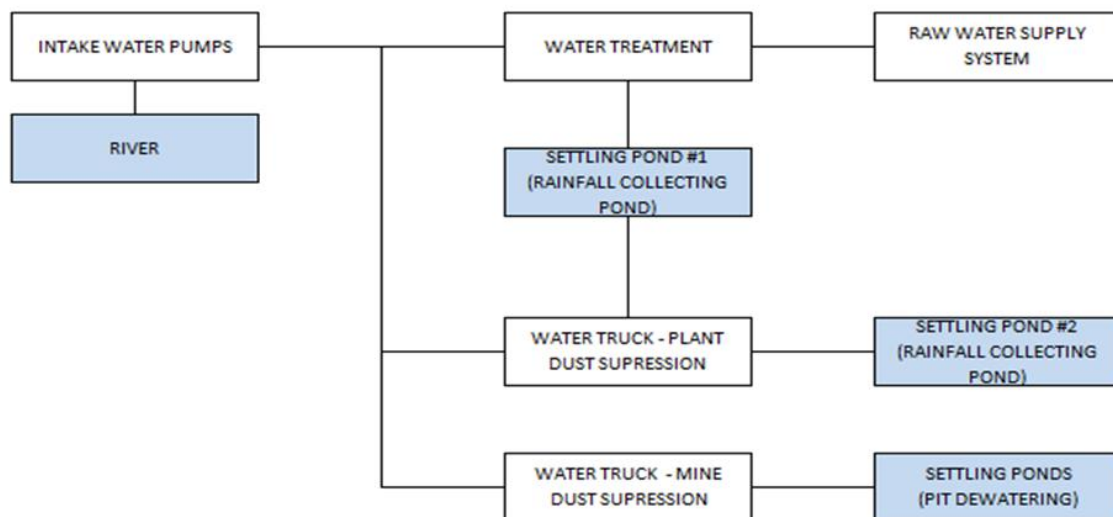 INTAKE WATER PUMPS
WATER TREATMENT
RAW WATER SUPPLY
SYSTEM
RIVER
SETTLING POND #1
(RAINFALL COLLECTING
POND)
WATER TRUCK - PLANT
DUST SUPRESSION
SETTLING POND #2
(RAINFALL COLLECTING
POND)
WATER TRUCK - MINE
DUST SUPRESSION
SETTLING PONDS
(PIT DEWATERING)